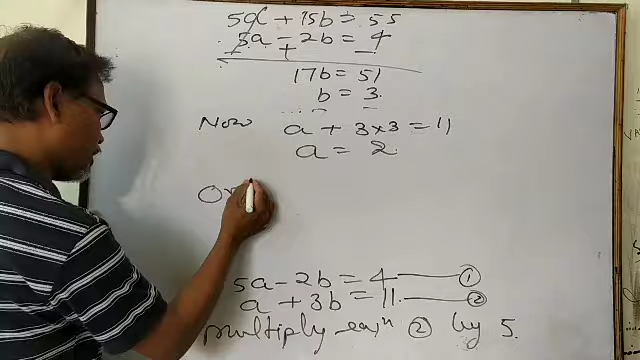 5a + 15b = 55
5a - 2b = 4
- + -
17b = 51
b = 3
Now a + 3×3 = 11
a = 2
5a - 2b = 4 ①
a + 3b = 11. ②
multiply eqⁿ ② by 5.